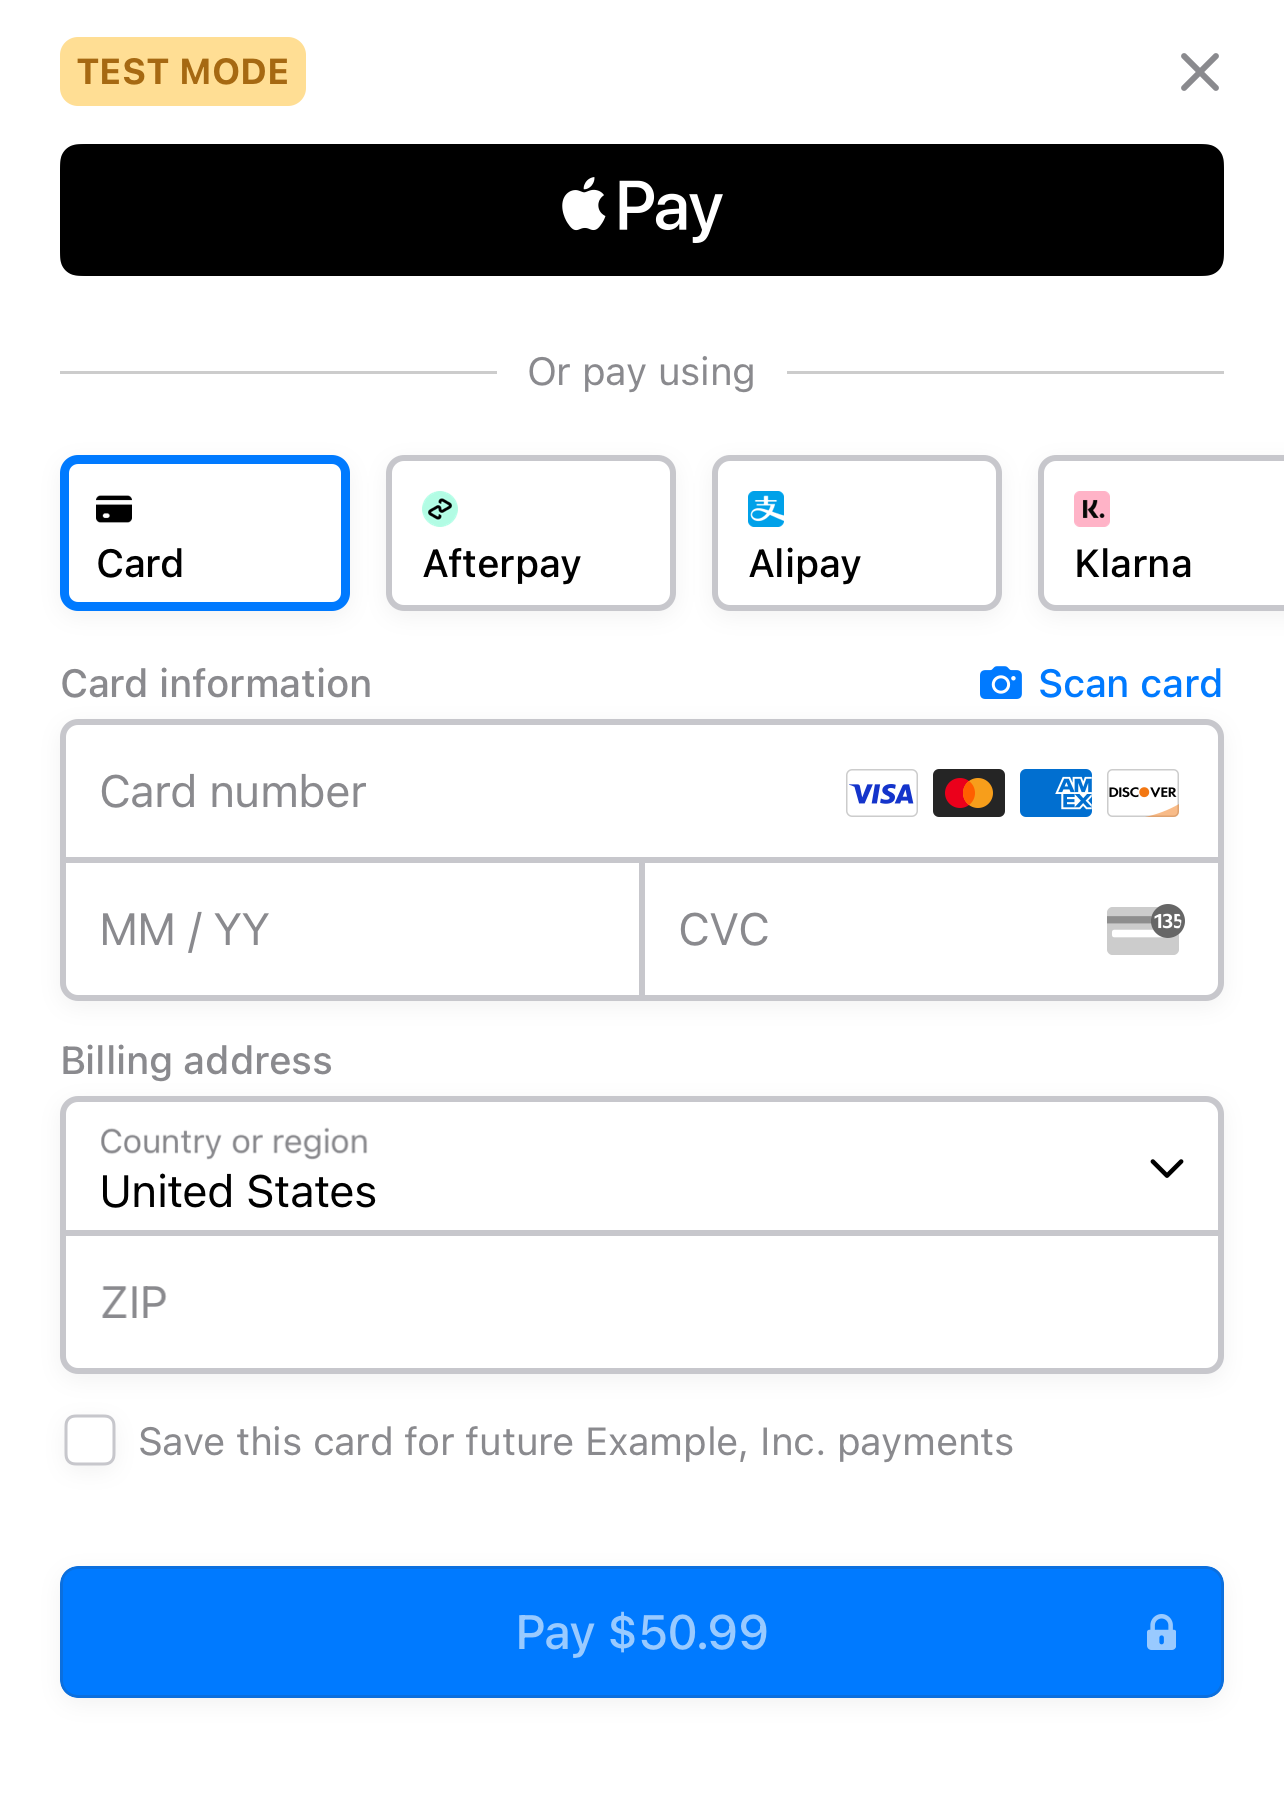 TEST MODE
Pay
Or pay using
Card
Afterpay
支 Alipay
K. Klarna
Card information
Scan card
Card number
VISA
AM
EX
DISCOVER
MM / YY
CVC
135
Billing address
Country or region
United States
ZIP
Save this card for future Example, Inc. payments
Pay $50.99